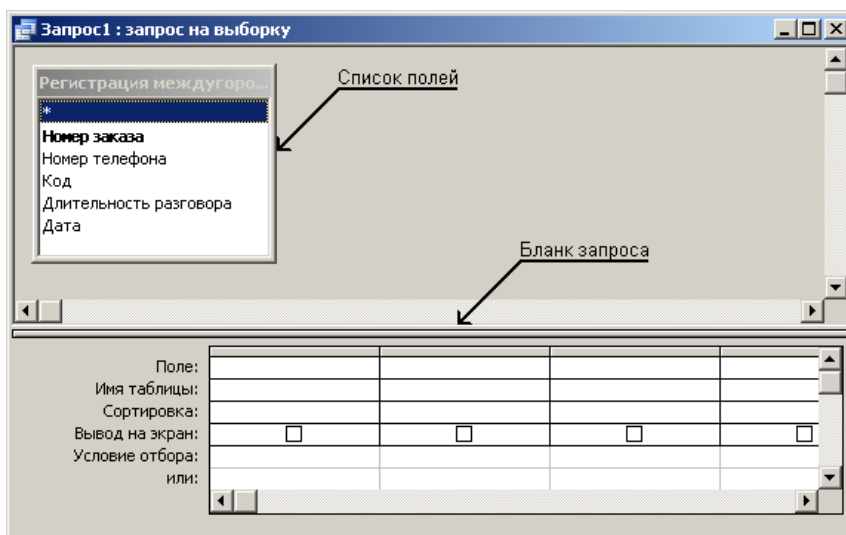 Запрос1 : запрос на выборку
Список полей
Регистрация междугоро...
*
Номер заказа
Номер телефона
Код
Длительность разговора
Дата
Бланк запроса
Поле:
Имя таблицы:
Сортировка:
Вывод на экран:
Условие отбора:
или: